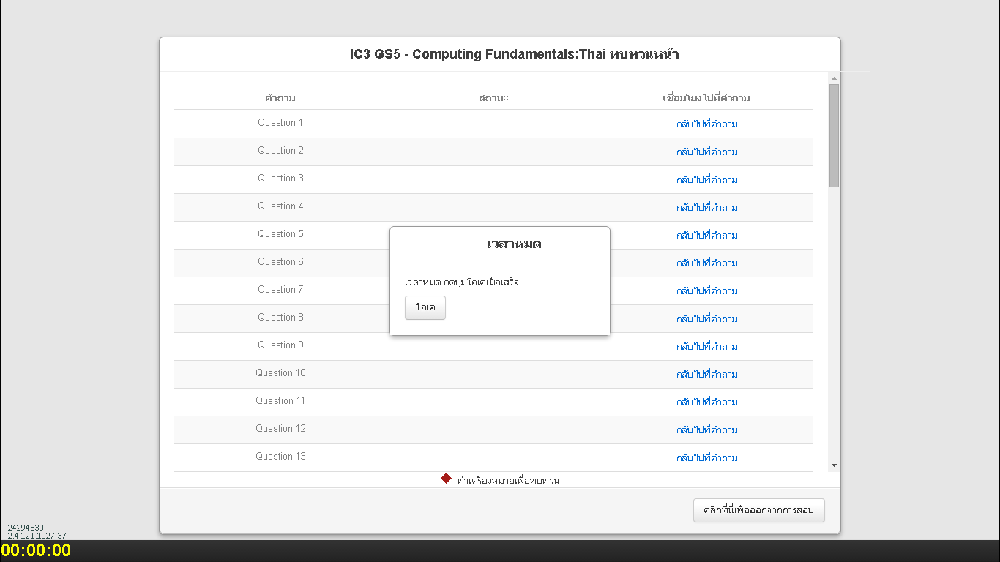 IC3 GS5 - Computing Fundamentals:Thai ทบทวนหน้า
คำถาม สถานะ เชื่อมโยงไปที่คำถาม
Question 1 กลับไปที่คำถาม
Question 2 กลับไปที่คำถาม
Question 3 กลับไปที่คำถาม
Question 4 กลับไปที่คำถาม
Question 5 กลับไปที่คำถาม
Question 6 กลับไปที่คำถาม
Question 7 กลับไปที่คำถาม
Question 8 กลับไปที่คำถาม
Question 9 กลับไปที่คำถาม
Question 10 กลับไปที่คำถาม
Question 11 กลับไปที่คำถาม
Question 12 กลับไปที่คำถาม
Question 13 กลับไปที่คำถาม
เวลาหมด
เวลาหมด กดปุ่มโอเคเมื่อเสร็จ
โอเค
ทำเครื่องหมายเพื่อทบทวน
คลิกที่นี่เพื่อออกจากการสอบ
24294530
2.4.121.1027-37
00:00:00